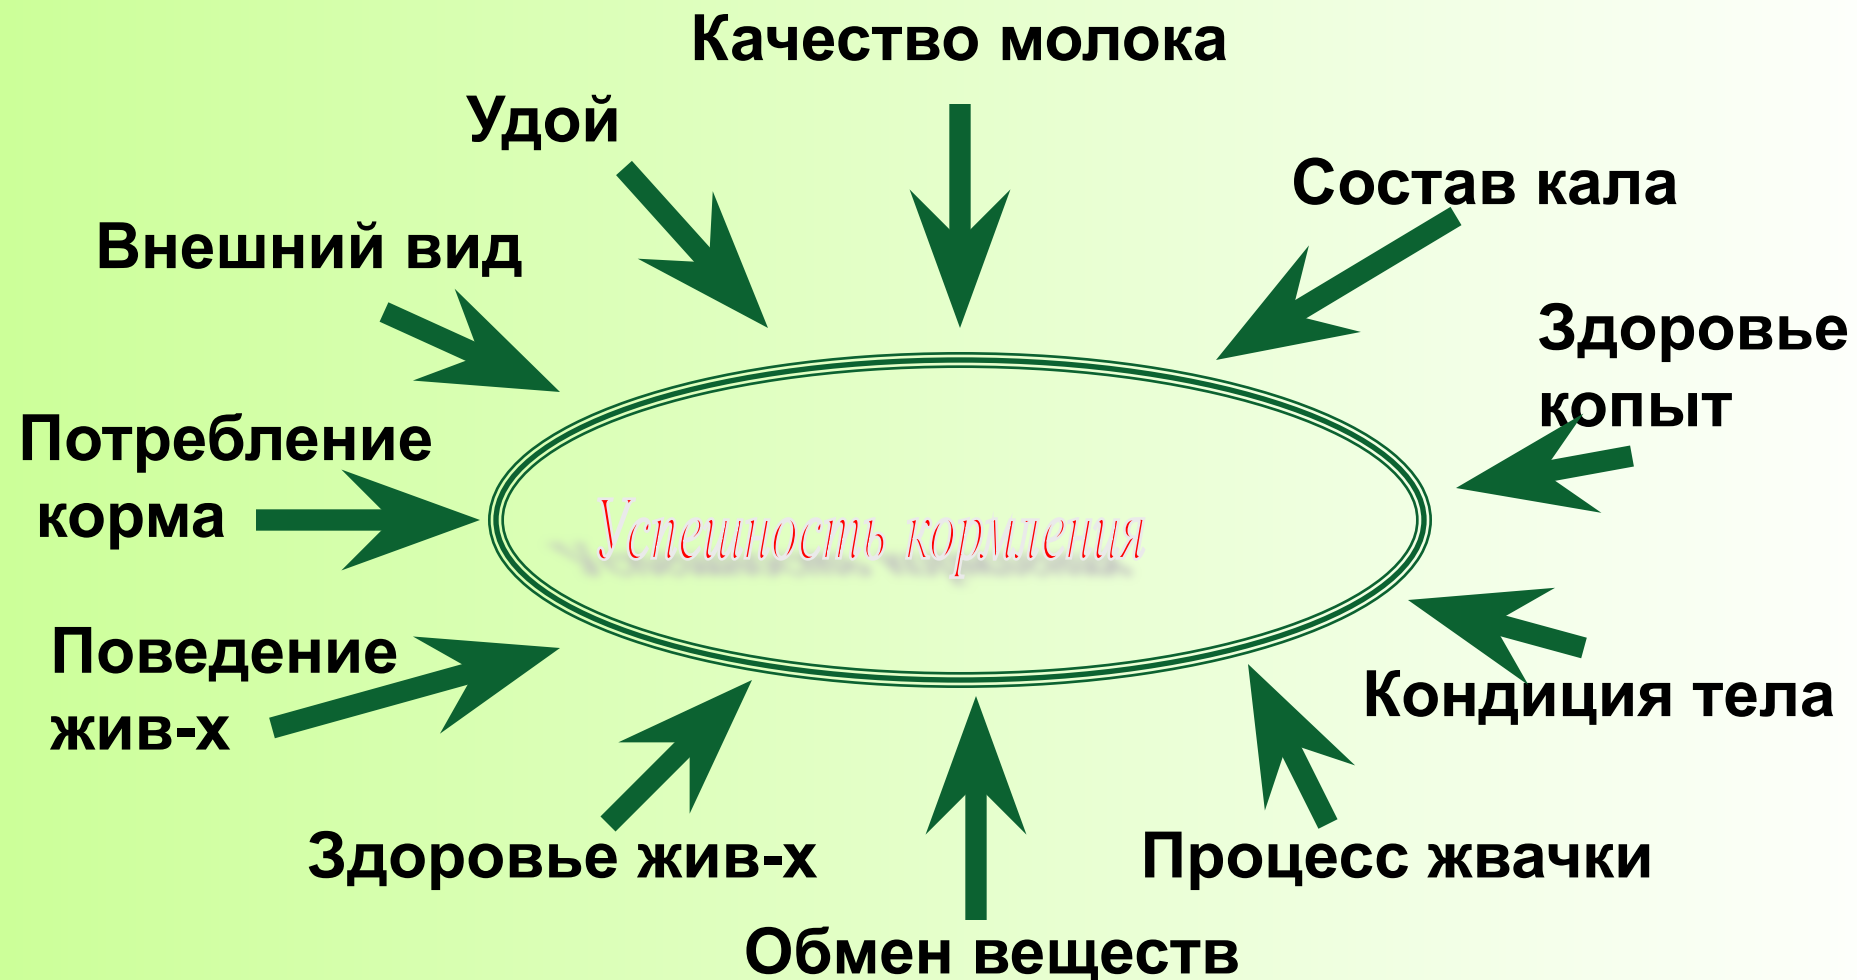 Качество молока
Удой
Состав кала
Внешний вид
Здоровье
копыт
Потребление
корма
Успешность кормления
Поведение
жив-х
Кондиция тела
Здоровье жив-х
Процесс жвачки
Обмен веществ